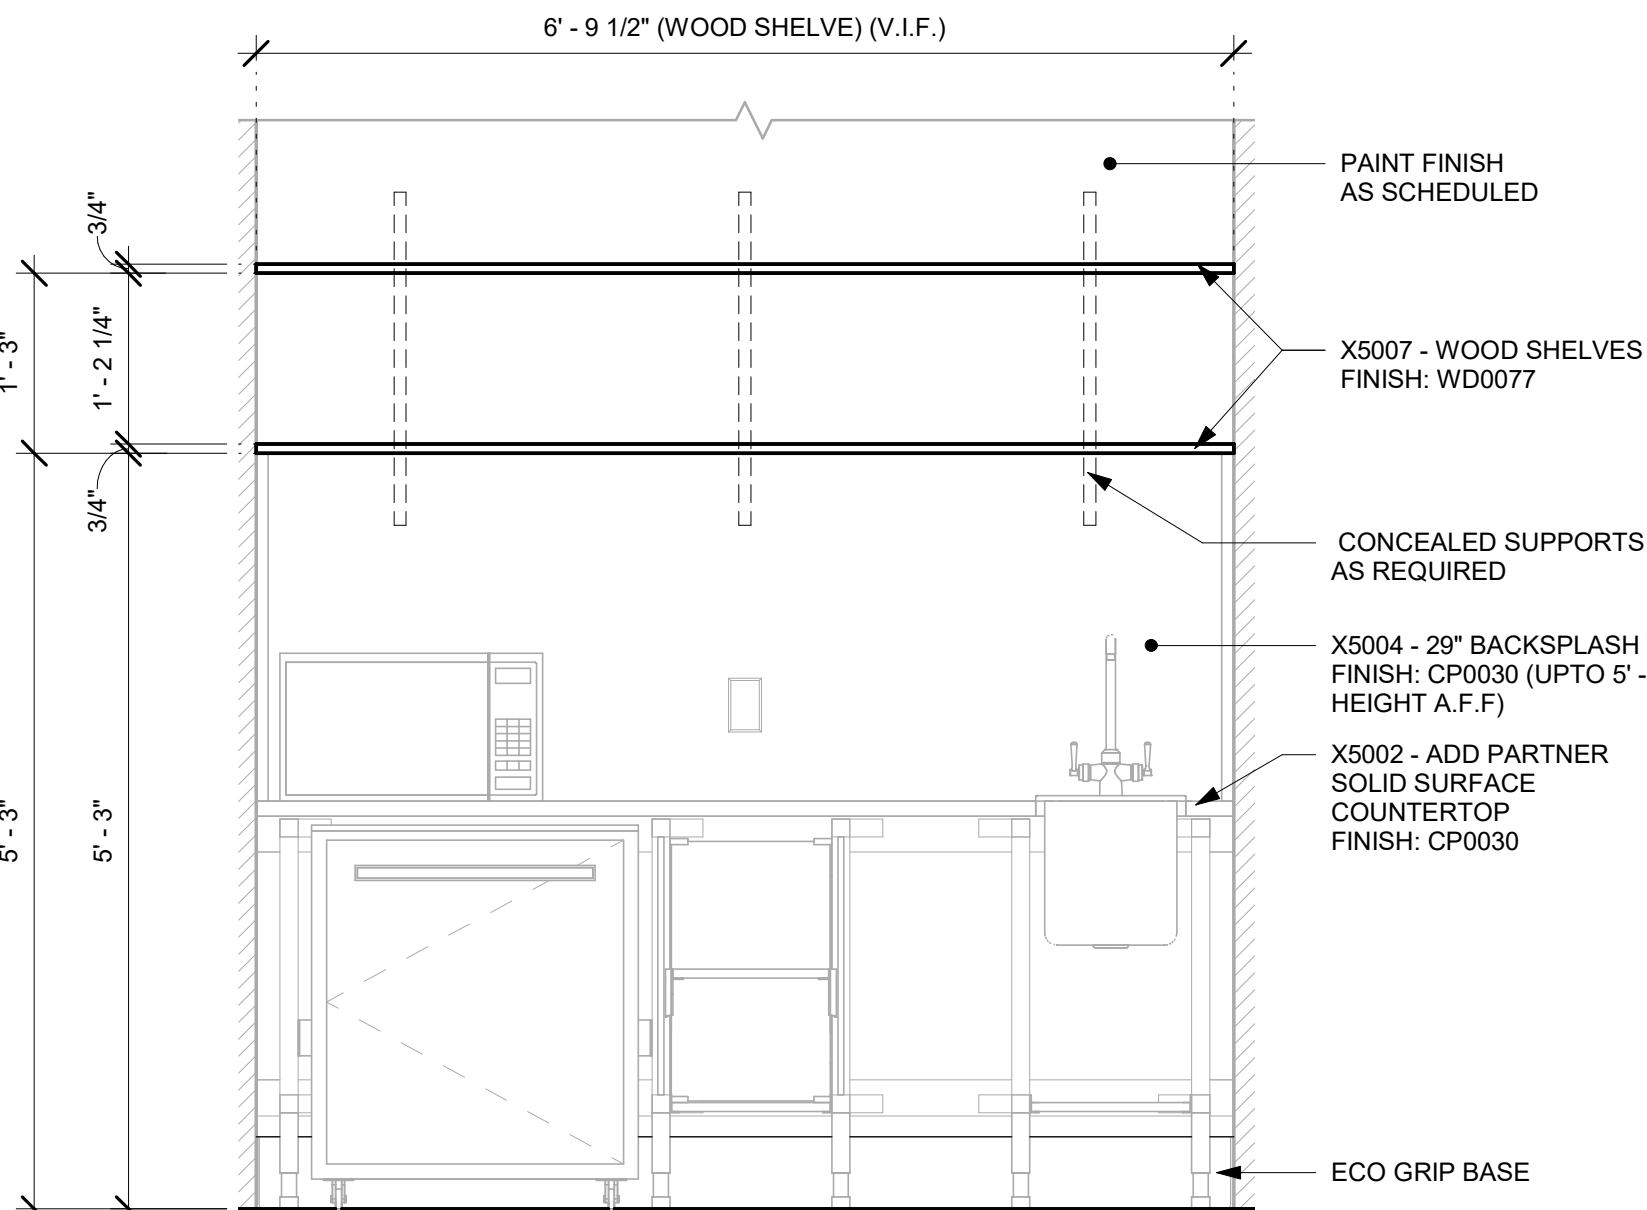 6' - 9 1/2" (WOOD SHELVE) (V.I.F.)
PAINT FINISH
AS SCHEDULED
3/4"
1' - 3"
1' - 2 1/4"
X5007 - WOOD SHELVES
FINISH: WD0077
3/4"
CONCEALED SUPPORTS
AS REQUIRED
X5004 - 29" BACKSPLASH
FINISH: CP0030 (UPTO 5' -
HEIGHT A.F.F)
X5002 - ADD PARTNER
SOLID SURFACE
COUNTERTOP
FINISH: CP0030
5' - 3"
5' - 3"
ECO GRIP BASE